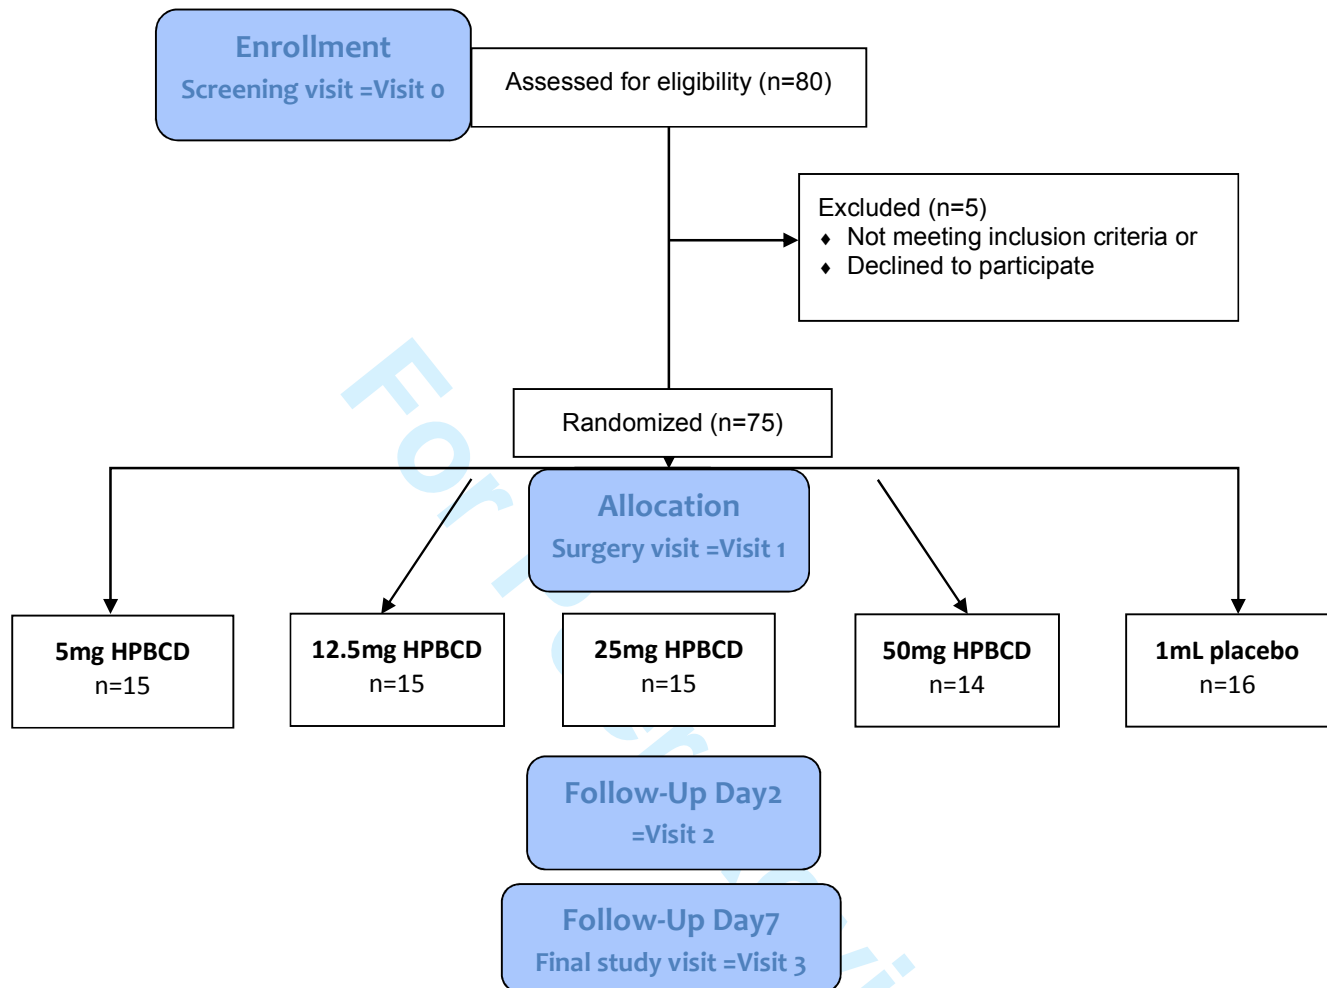 Enrollment
Screening visit =Visit 0
Assessed for eligibility (n=80)
Excluded (n=5)
♦ Not meeting inclusion criteria or
♦ Declined to participate
Randomized (n=75)
Allocation
Surgery visit =Visit 1
5mg HPBCD
n=15
12.5mg HPBCD
n=15
25mg HPBCD
n=15
50mg HPBCD
n=14
1mL placebo
n=16
Follow-Up Day2
=Visit 2
Follow-Up Day7
Final study visit =Visit 3
For